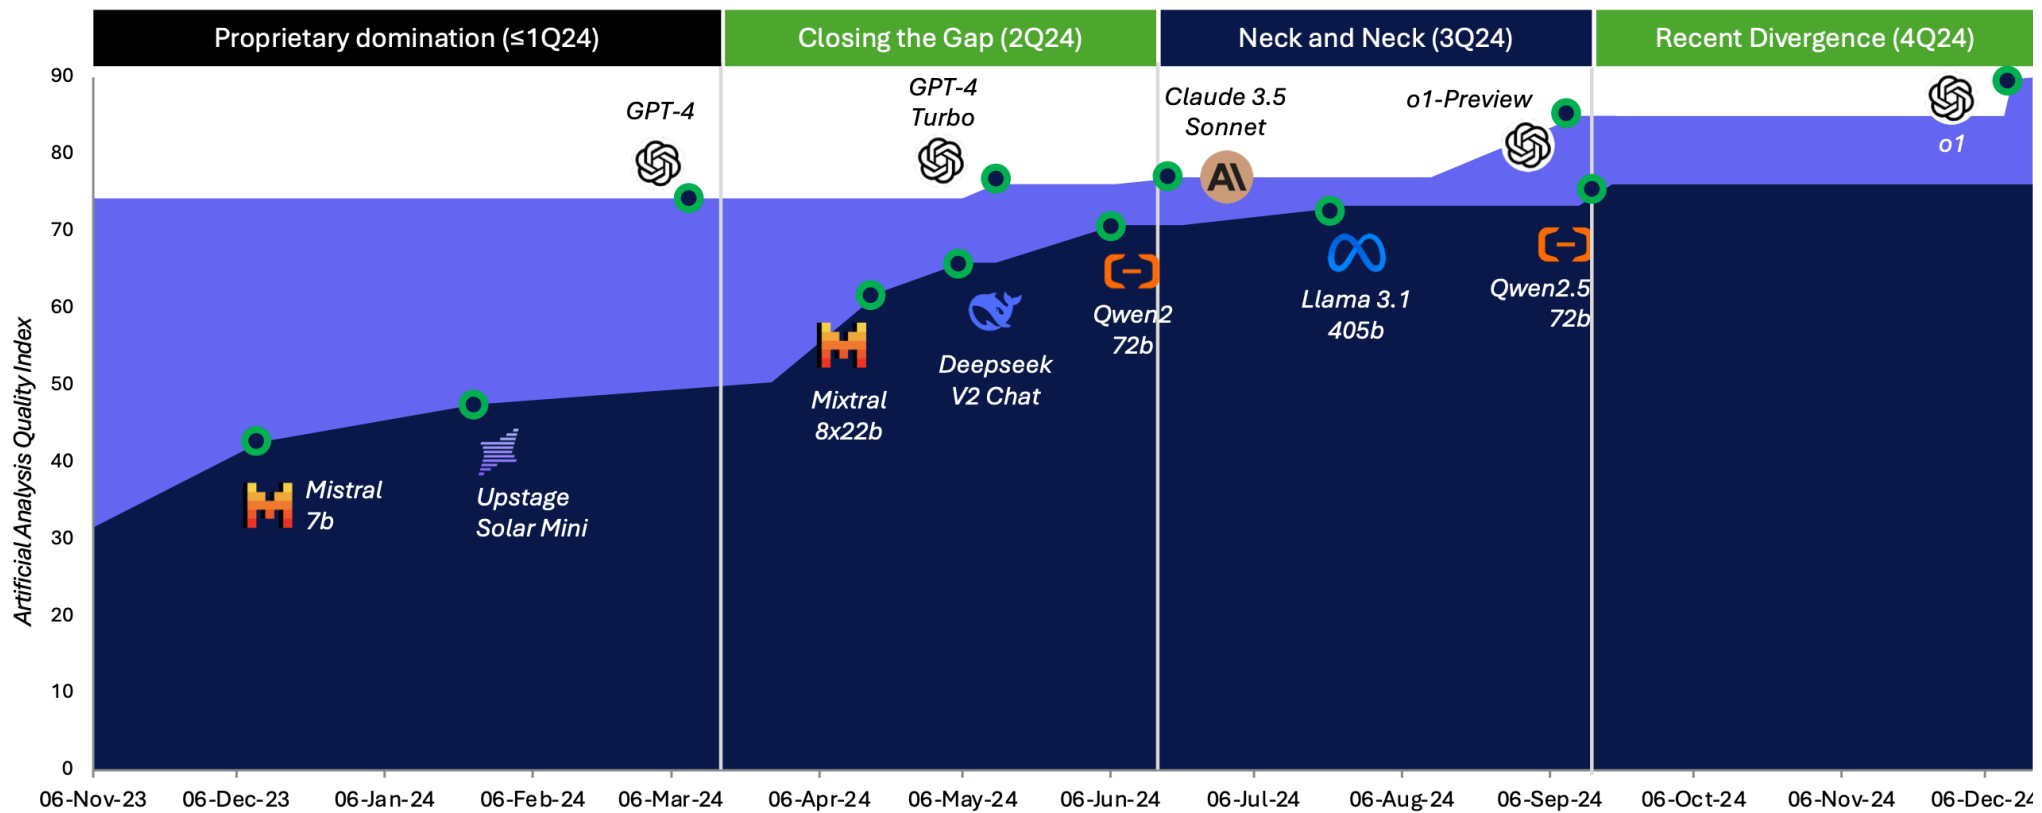 Proprietary domination (≤1Q24)
Closing the Gap (2Q24)
Neck and Neck (3Q24)
Recent Divergence (4Q24)
Artificial Analysis Quality Index
90
80
70
60
50
40
30
20
10
0
GPT-4
GPT-4
Turbo
Claude 3.5
Sonnet
o1-Preview
o1
Mistral
7b
Upstage
Solar Mini
Mixtral
8x22b
Deepseek
V2 Chat
Qwen2
72b
Llama 3.1
405b
Qwen2.5
72b
06-Nov-23
06-Dec-23
06-Jan-24
06-Feb-24
06-Mar-24
06-Apr-24
06-May-24
06-Jun-24
06-Jul-24
06-Aug-24
06-Sep-24
06-Oct-24
06-Nov-24
06-Dec-24